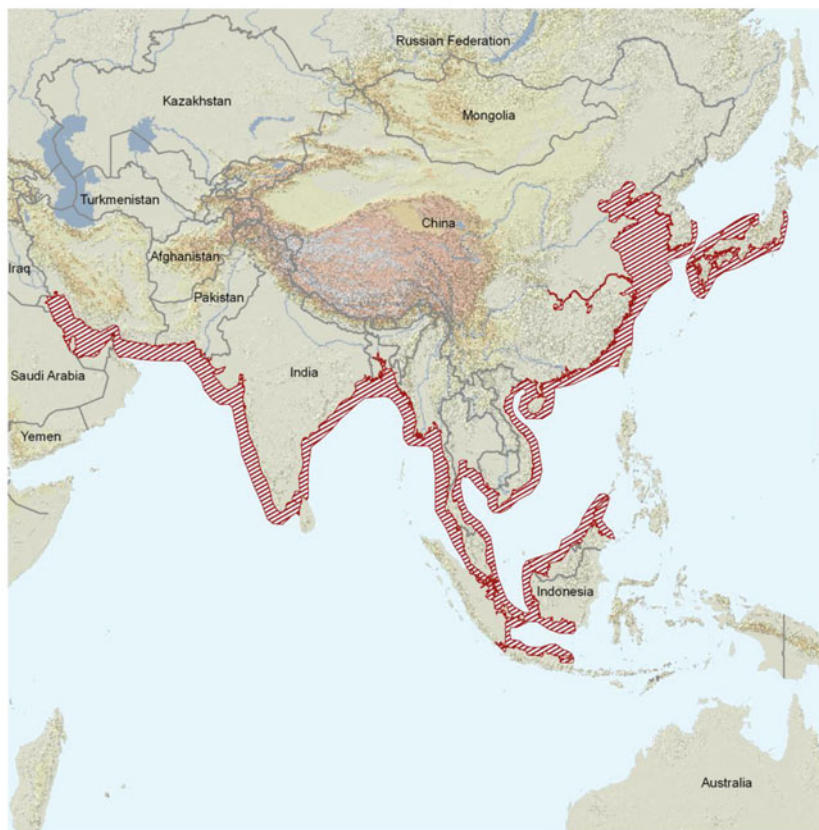 Russian Federation
Kazakhstan
Mongolia
Turkmenistan
China
Afghanistan
Iraq
Pakistan
India
Saudi Arabia
Yemen
Indonesia
Australia